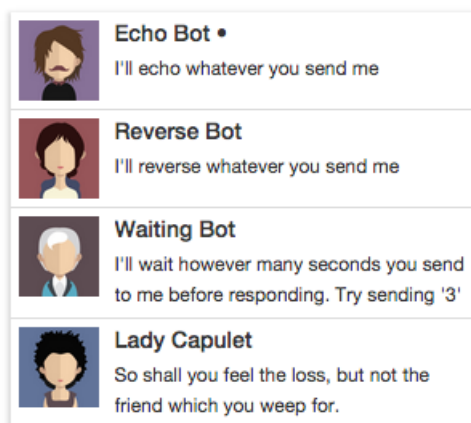 Echo Bot •
I'll echo whatever you send me
Reverse Bot
I'll reverse whatever you send me
Waiting Bot
I'll wait however many seconds you send
to me before responding. Try sending '3'
Lady Capulet
So shall you feel the loss, but not the
friend which you weep for.